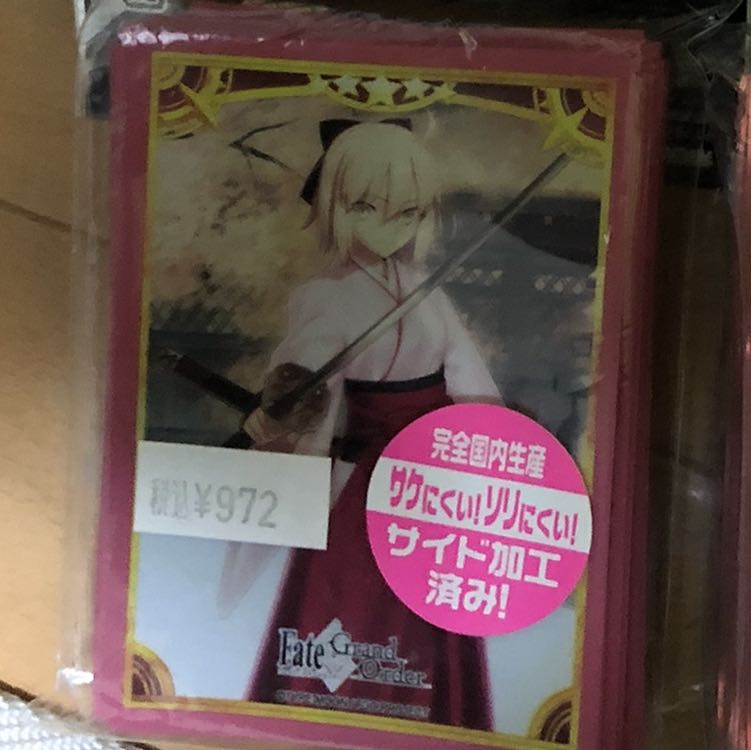 完全国内生産
サケにくい!ソリにくい!
サイド加工
済み!
税込¥972
Fate
Grand
Order